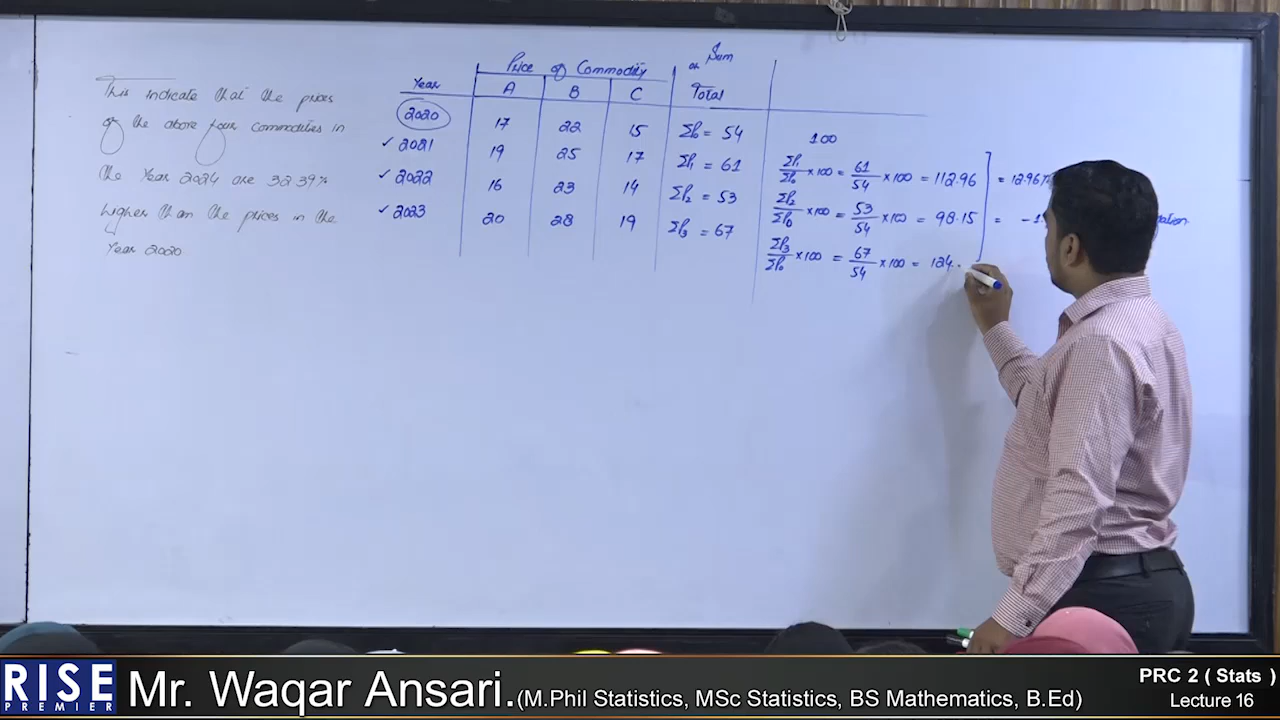 This indicate that the prices
of the above four commodities in
the Year 2024 are 32.39%
higher than the prices in the
Year 2020
Year Price of Commodity Sum
A B C or Total
2020 17 22 15 Σp₀ = 54 100
✓ 2021 19 25 17 Σp₁ = 61 Σp₁/Σp₀ ×100 = 61/54 ×100 = 112.96 = 12.96%
✓ 2022 16 23 14 Σp₂ = 53 Σp₂/Σp₀ ×100 = 53/54 ×100 = 98.15 =
✓ 2023 20 28 19 Σp₃ = 67 Σp₃/Σp₀ ×100 = 67/54 ×100 = 124.
RISE
PREMIER
Mr. Waqar Ansari.(M.Phil Statistics, MSc Statistics, BS Mathematics, B.Ed)
PRC 2 ( Stats )
Lecture 16